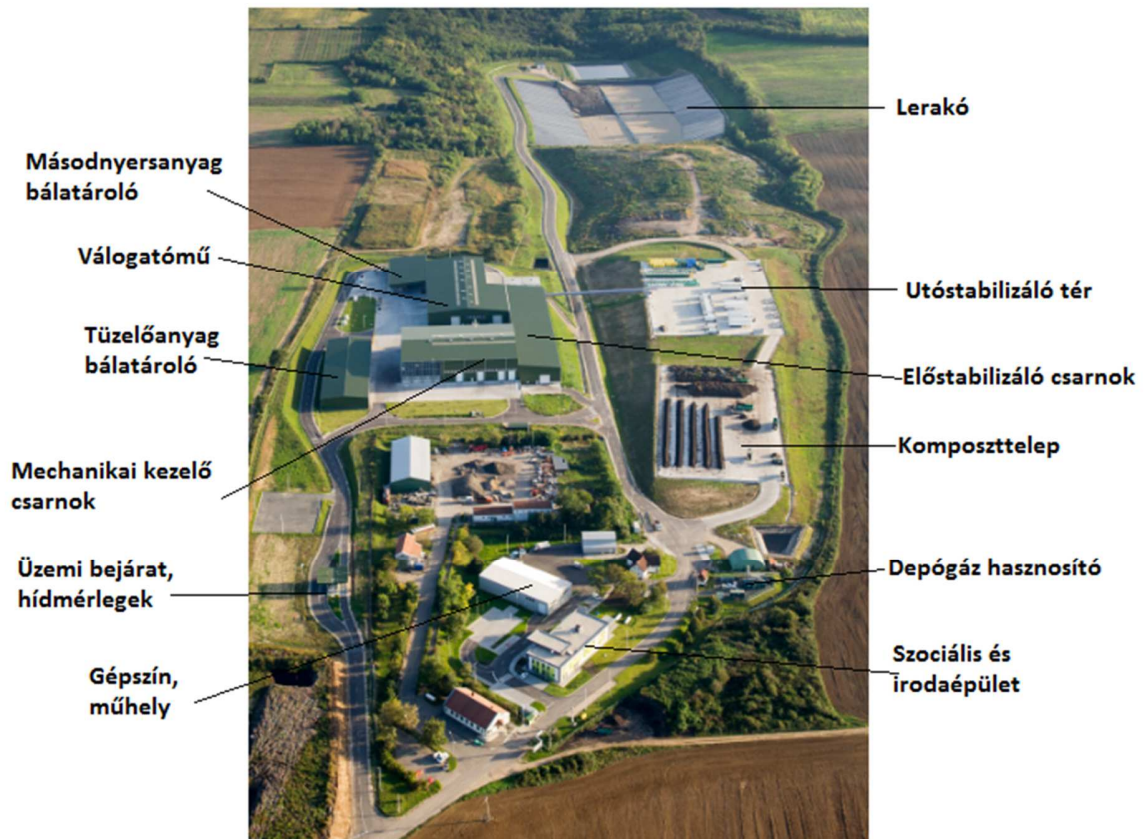 Lerakó
Másodnyersanyag
bálatároló
Válogatómű
Utóstabilizáló tér
Tüzelőanyag
bálatároló
Előstabilizáló csarnok
Komposzttelep
Mechanikai kezelő
csarnok
Üzemi bejárat,
hídmérlegek
Depógáz hasznosító
Szociális és
irodaépület
Gépszín,
műhely